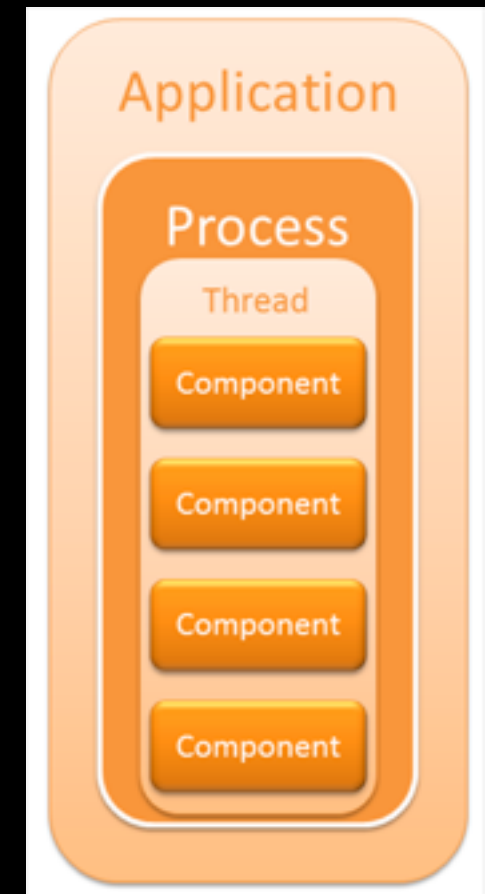 Application
Process
Thread
Component
Component
Component
Component